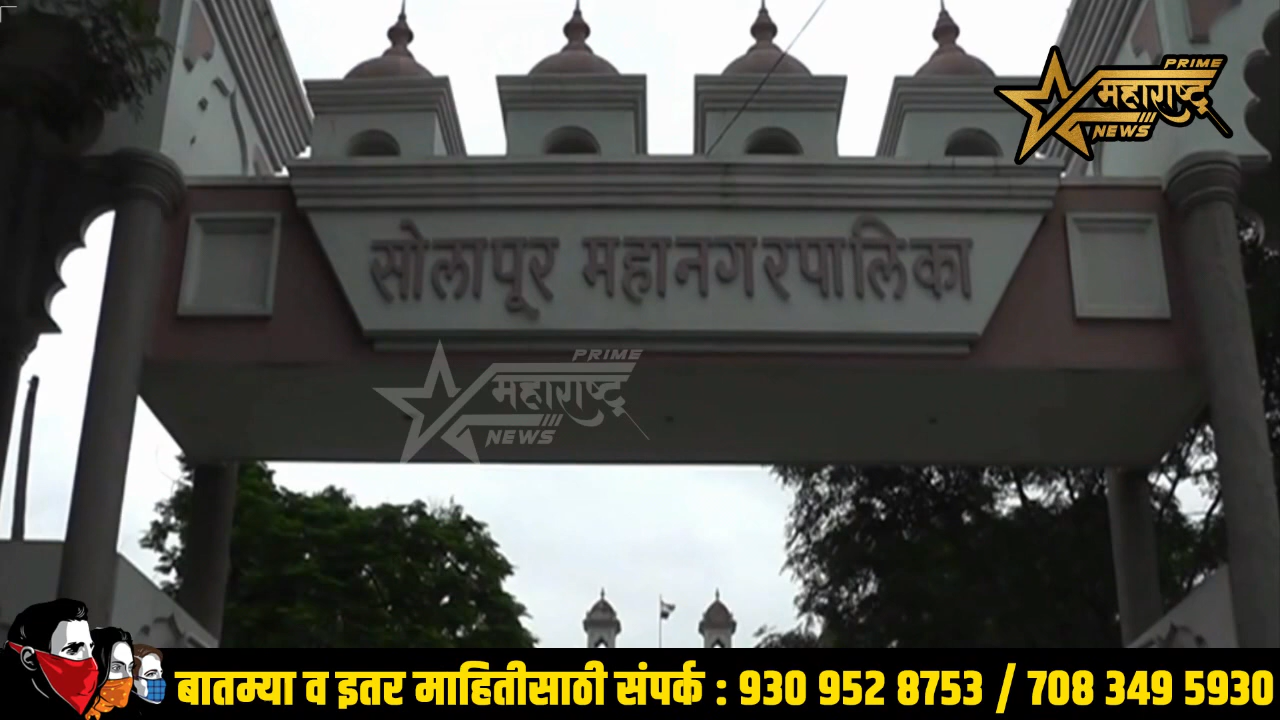 PRIME
महाराष्ट्र
NEWS
सोलापूर महानगरपालिका
PRIME
महाराष्ट्र
NEWS
बातम्या व इतर माहितीसाठी संपर्क : 930 952 8753 / 708 349 5930